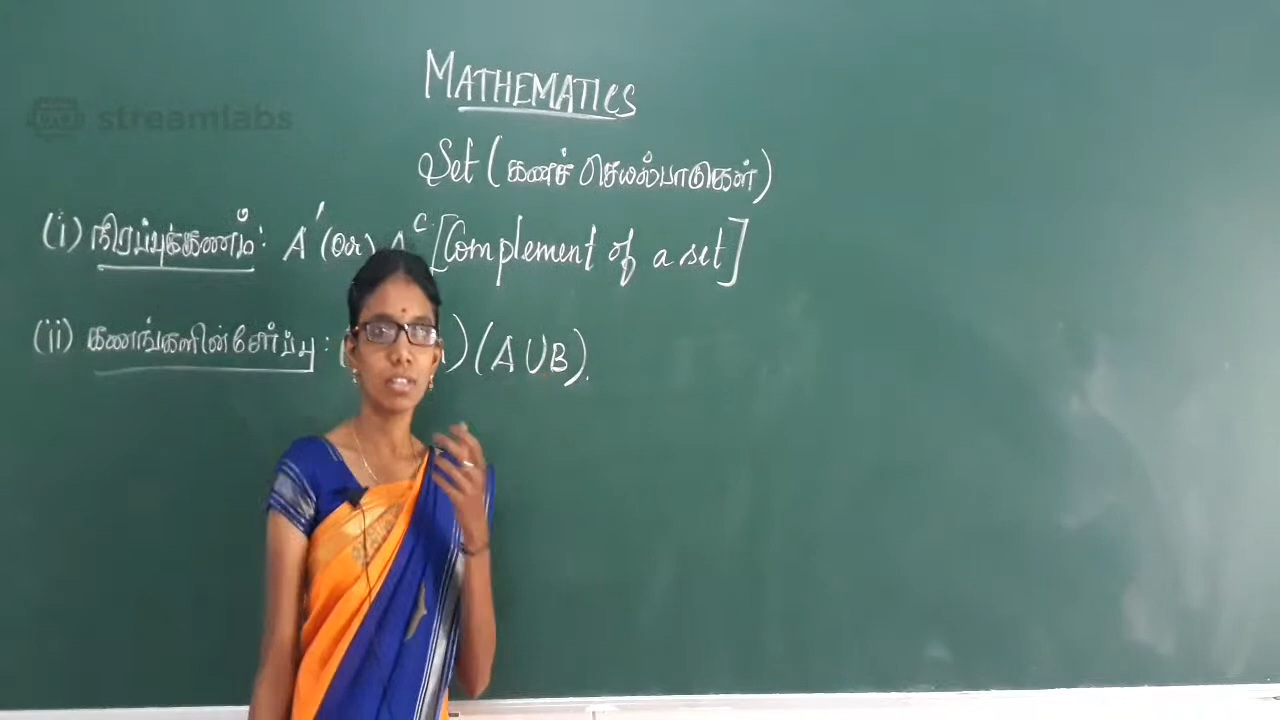 streamlabs
MATHEMATICS
Set (கணச் செயல்பாடுகள்)
(i) நிரப்புக்கணம்: A' (Or) A^c [Complement of a set]
(ii) கணங்களின் சேர்ப்பு : ( ) (A ∪ B).